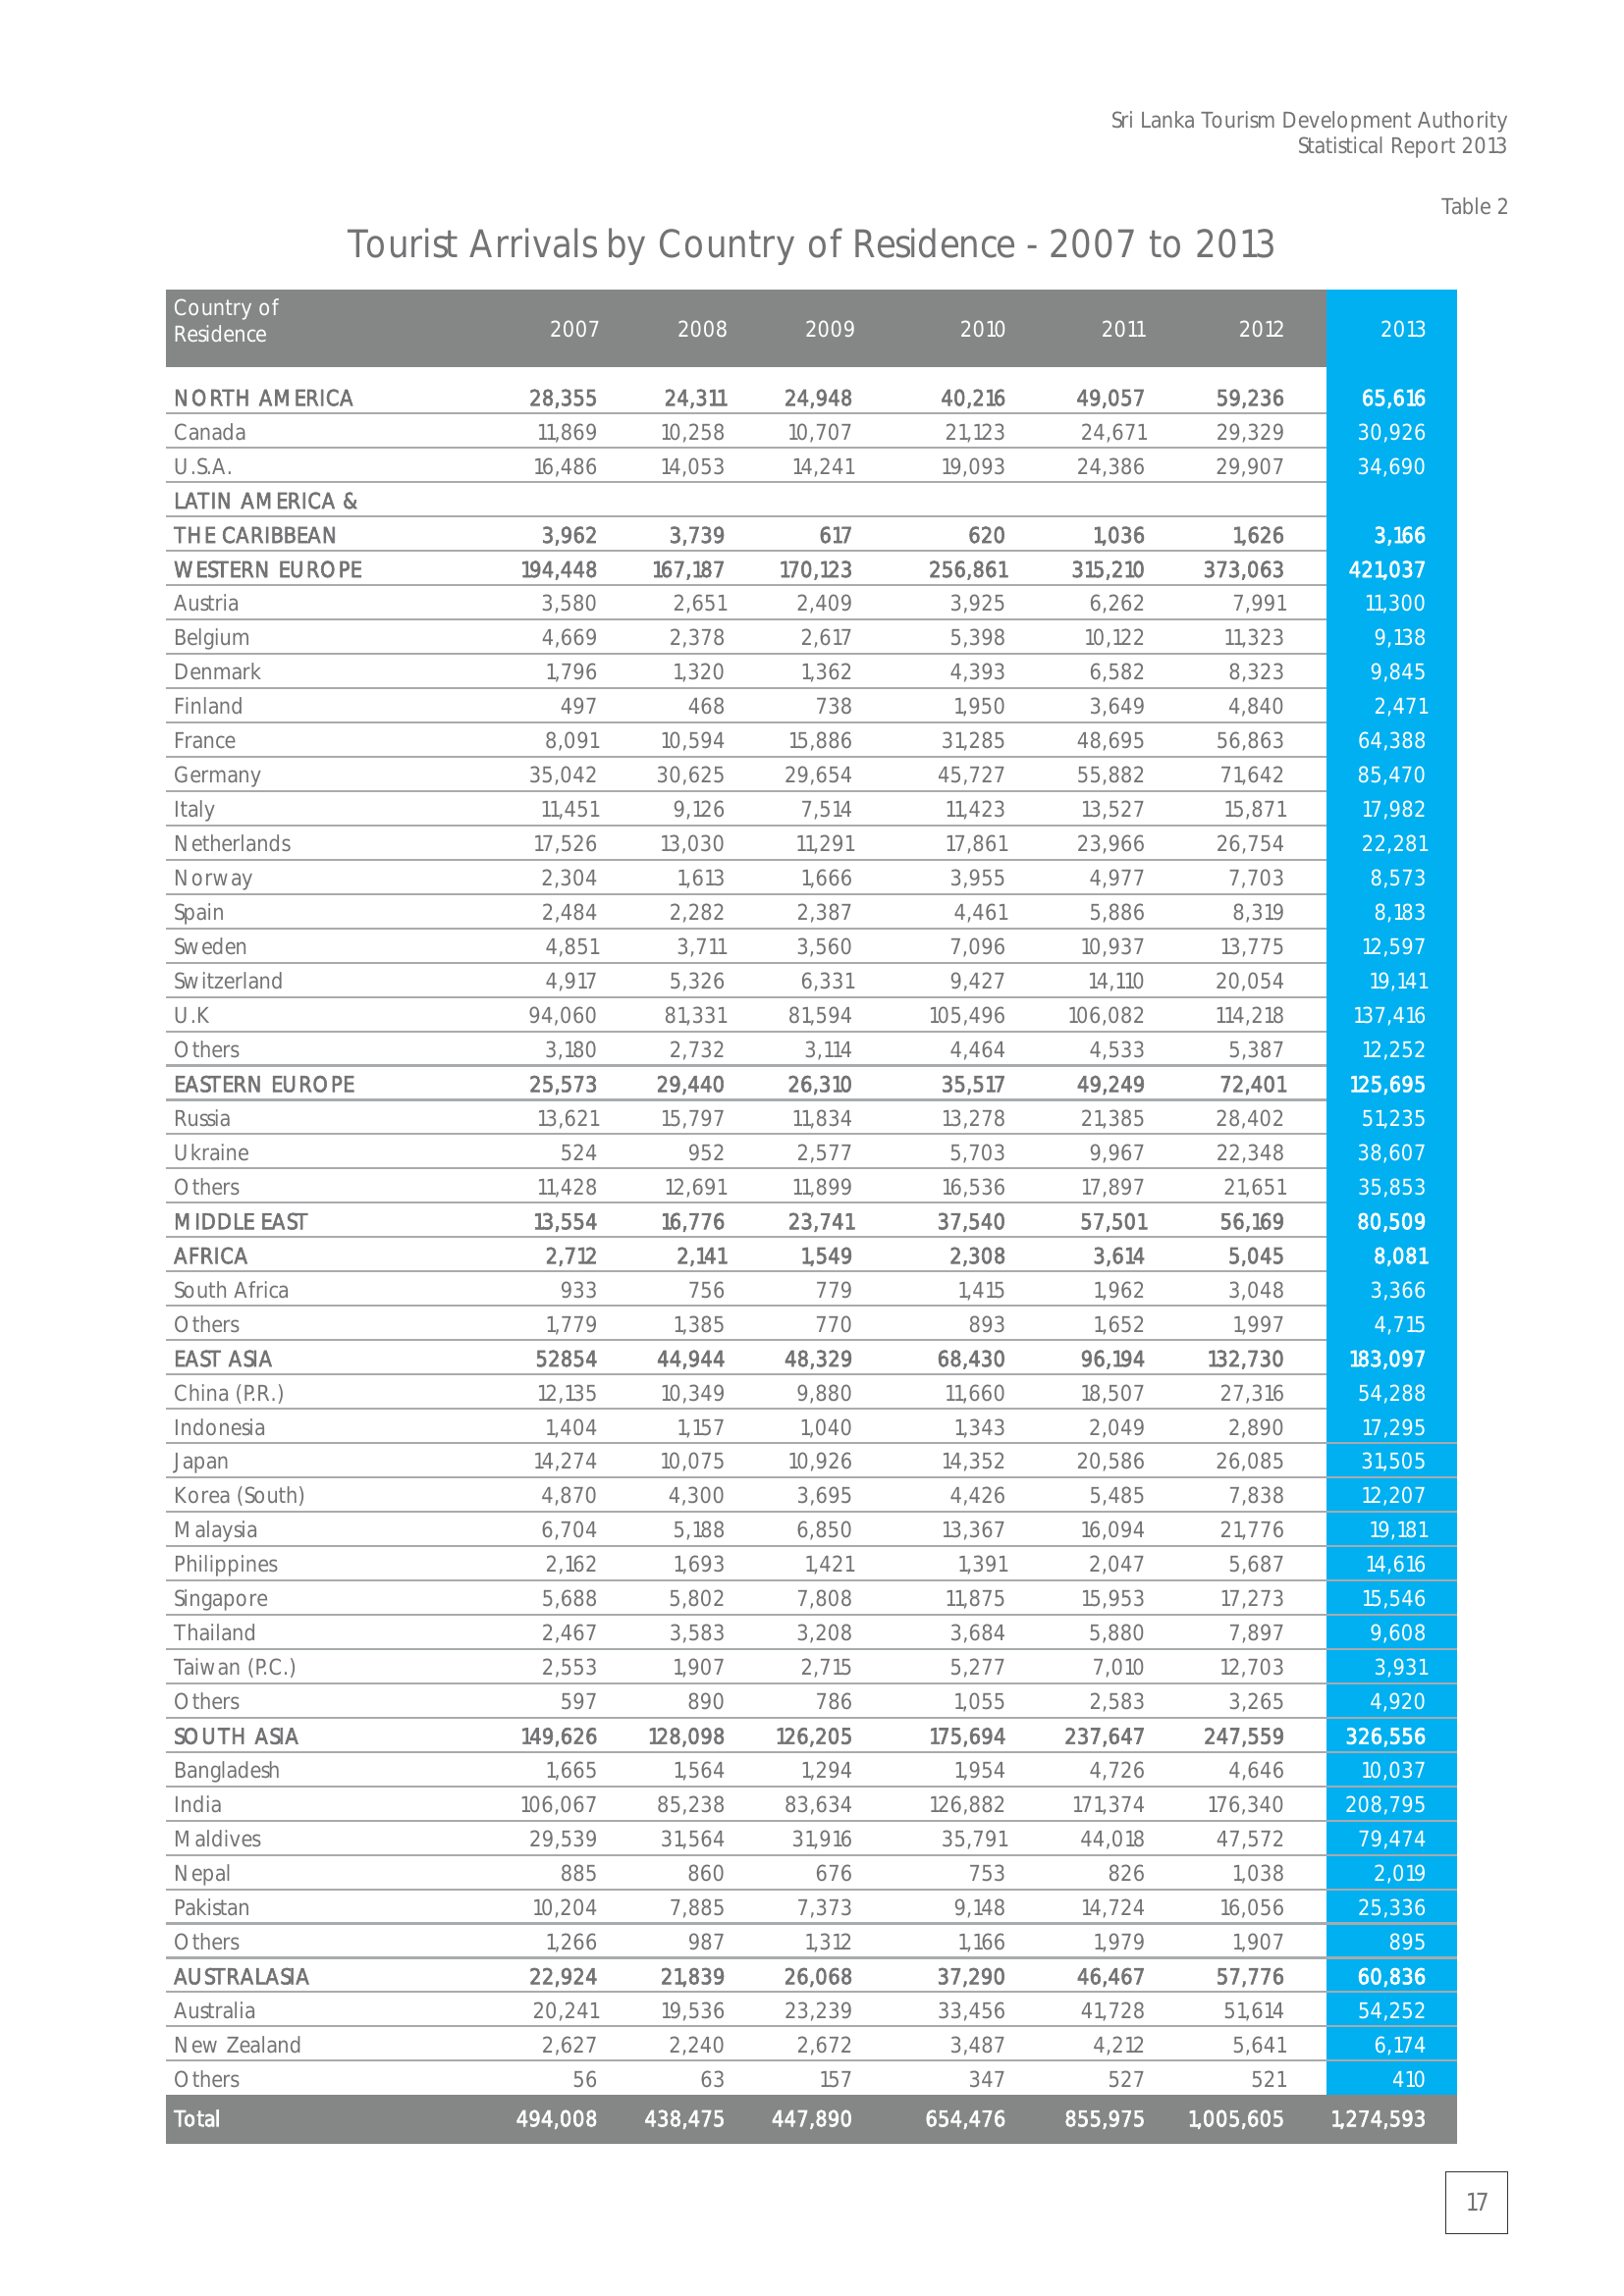 Sri Lanka Tourism Development Authority
Statistical Report 2013
Table 2
Tourist Arrivals by Country of Residence - 2007 to 2013
Country of
Residence 2007 2008 2009 2010 2011 2012 2013
NORTH AMERICA 28,355 24,311 24,948 40,216 49,057 59,236 65,616
Canada 11,869 10,258 10,707 21,123 24,671 29,329 30,926
U.S.A. 16,486 14,053 14,241 19,093 24,386 29,907 34,690
LATIN AMERICA &
THE CARIBBEAN 3,962 3,739 617 620 1,036 1,626 3,166
WESTERN EUROPE 194,448 167,187 170,123 256,861 315,210 373,063 421,037
Austria 3,580 2,651 2,409 3,925 6,262 7,991 11,300
Belgium 4,669 2,378 2,617 5,398 10,122 11,323 9,138
Denmark 1,796 1,320 1,362 4,393 6,582 8,323 9,845
Finland 497 468 738 1,950 3,649 4,840 2,471
France 8,091 10,594 15,886 31,285 48,695 56,863 64,388
Germany 35,042 30,625 29,654 45,727 55,882 71,642 85,470
Italy 11,451 9,126 7,514 11,423 13,527 15,871 17,982
Netherlands 17,526 13,030 11,291 17,861 23,966 26,754 22,281
Norway 2,304 1,613 1,666 3,955 4,977 7,703 8,573
Spain 2,484 2,282 2,387 4,461 5,886 8,319 8,183
Sweden 4,851 3,711 3,560 7,096 10,937 13,775 12,597
Switzerland 4,917 5,326 6,331 9,427 14,110 20,054 19,141
U.K 94,060 81,331 81,594 105,496 106,082 114,218 137,416
Others 3,180 2,732 3,114 4,464 4,533 5,387 12,252
EASTERN EUROPE 25,573 29,440 26,310 35,517 49,249 72,401 125,695
Russia 13,621 15,797 11,834 13,278 21,385 28,402 51,235
Ukraine 524 952 2,577 5,703 9,967 22,348 38,607
Others 11,428 12,691 11,899 16,536 17,897 21,651 35,853
MIDDLE EAST 13,554 16,776 23,741 37,540 57,501 56,169 80,509
AFRICA 2,712 2,141 1,549 2,308 3,614 5,045 8,081
South Africa 933 756 779 1,415 1,962 3,048 3,366
Others 1,779 1,385 770 893 1,652 1,997 4,715
EAST ASIA 52854 44,944 48,329 68,430 96,194 132,730 183,097
China (P.R.) 12,135 10,349 9,880 11,660 18,507 27,316 54,288
Indonesia 1,404 1,157 1,040 1,343 2,049 2,890 17,295
Japan 14,274 10,075 10,926 14,352 20,586 26,085 31,505
Korea (South) 4,870 4,300 3,695 4,426 5,485 7,838 12,207
Malaysia 6,704 5,188 6,850 13,367 16,094 21,776 19,181
Philippines 2,162 1,693 1,421 1,391 2,047 5,687 14,616
Singapore 5,688 5,802 7,808 11,875 15,953 17,273 15,546
Thailand 2,467 3,583 3,208 3,684 5,880 7,897 9,608
Taiwan (P.C.) 2,553 1,907 2,715 5,277 7,010 12,703 3,931
Others 597 890 786 1,055 2,583 3,265 4,920
SOUTH ASIA 149,626 128,098 126,205 175,694 237,647 247,559 326,556
Bangladesh 1,665 1,564 1,294 1,954 4,726 4,646 10,037
India 106,067 85,238 83,634 126,882 171,374 176,340 208,795
Maldives 29,539 31,564 31,916 35,791 44,018 47,572 79,474
Nepal 885 860 676 753 826 1,038 2,019
Pakistan 10,204 7,885 7,373 9,148 14,724 16,056 25,336
Others 1,266 987 1,312 1,166 1,979 1,907 895
AUSTRALASIA 22,924 21,839 26,068 37,290 46,467 57,776 60,836
Australia 20,241 19,536 23,239 33,456 41,728 51,614 54,252
New Zealand 2,627 2,240 2,672 3,487 4,212 5,641 6,174
Others 56 63 157 347 527 521 410
Total 494,008 438,475 447,890 654,476 855,975 1,005,605 1,274,593
17